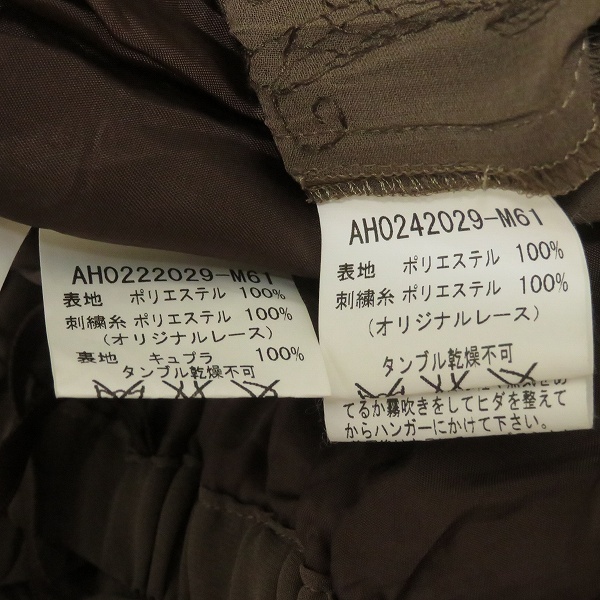 AH0222029-M61
表地 ポリエステル 100%
刺繍糸 ポリエステル 100%
(オリジナルレース)
裏地 キュプラ 100%
タンブル乾燥不可
AH0242029-M61
表地 ポリエステル 100%
刺繍糸 ポリエステル 100%
(オリジナルレース)
タンブル乾燥不可
てるか霧吹きをしてヒダを整えて
からハンガーにかけて下さい。